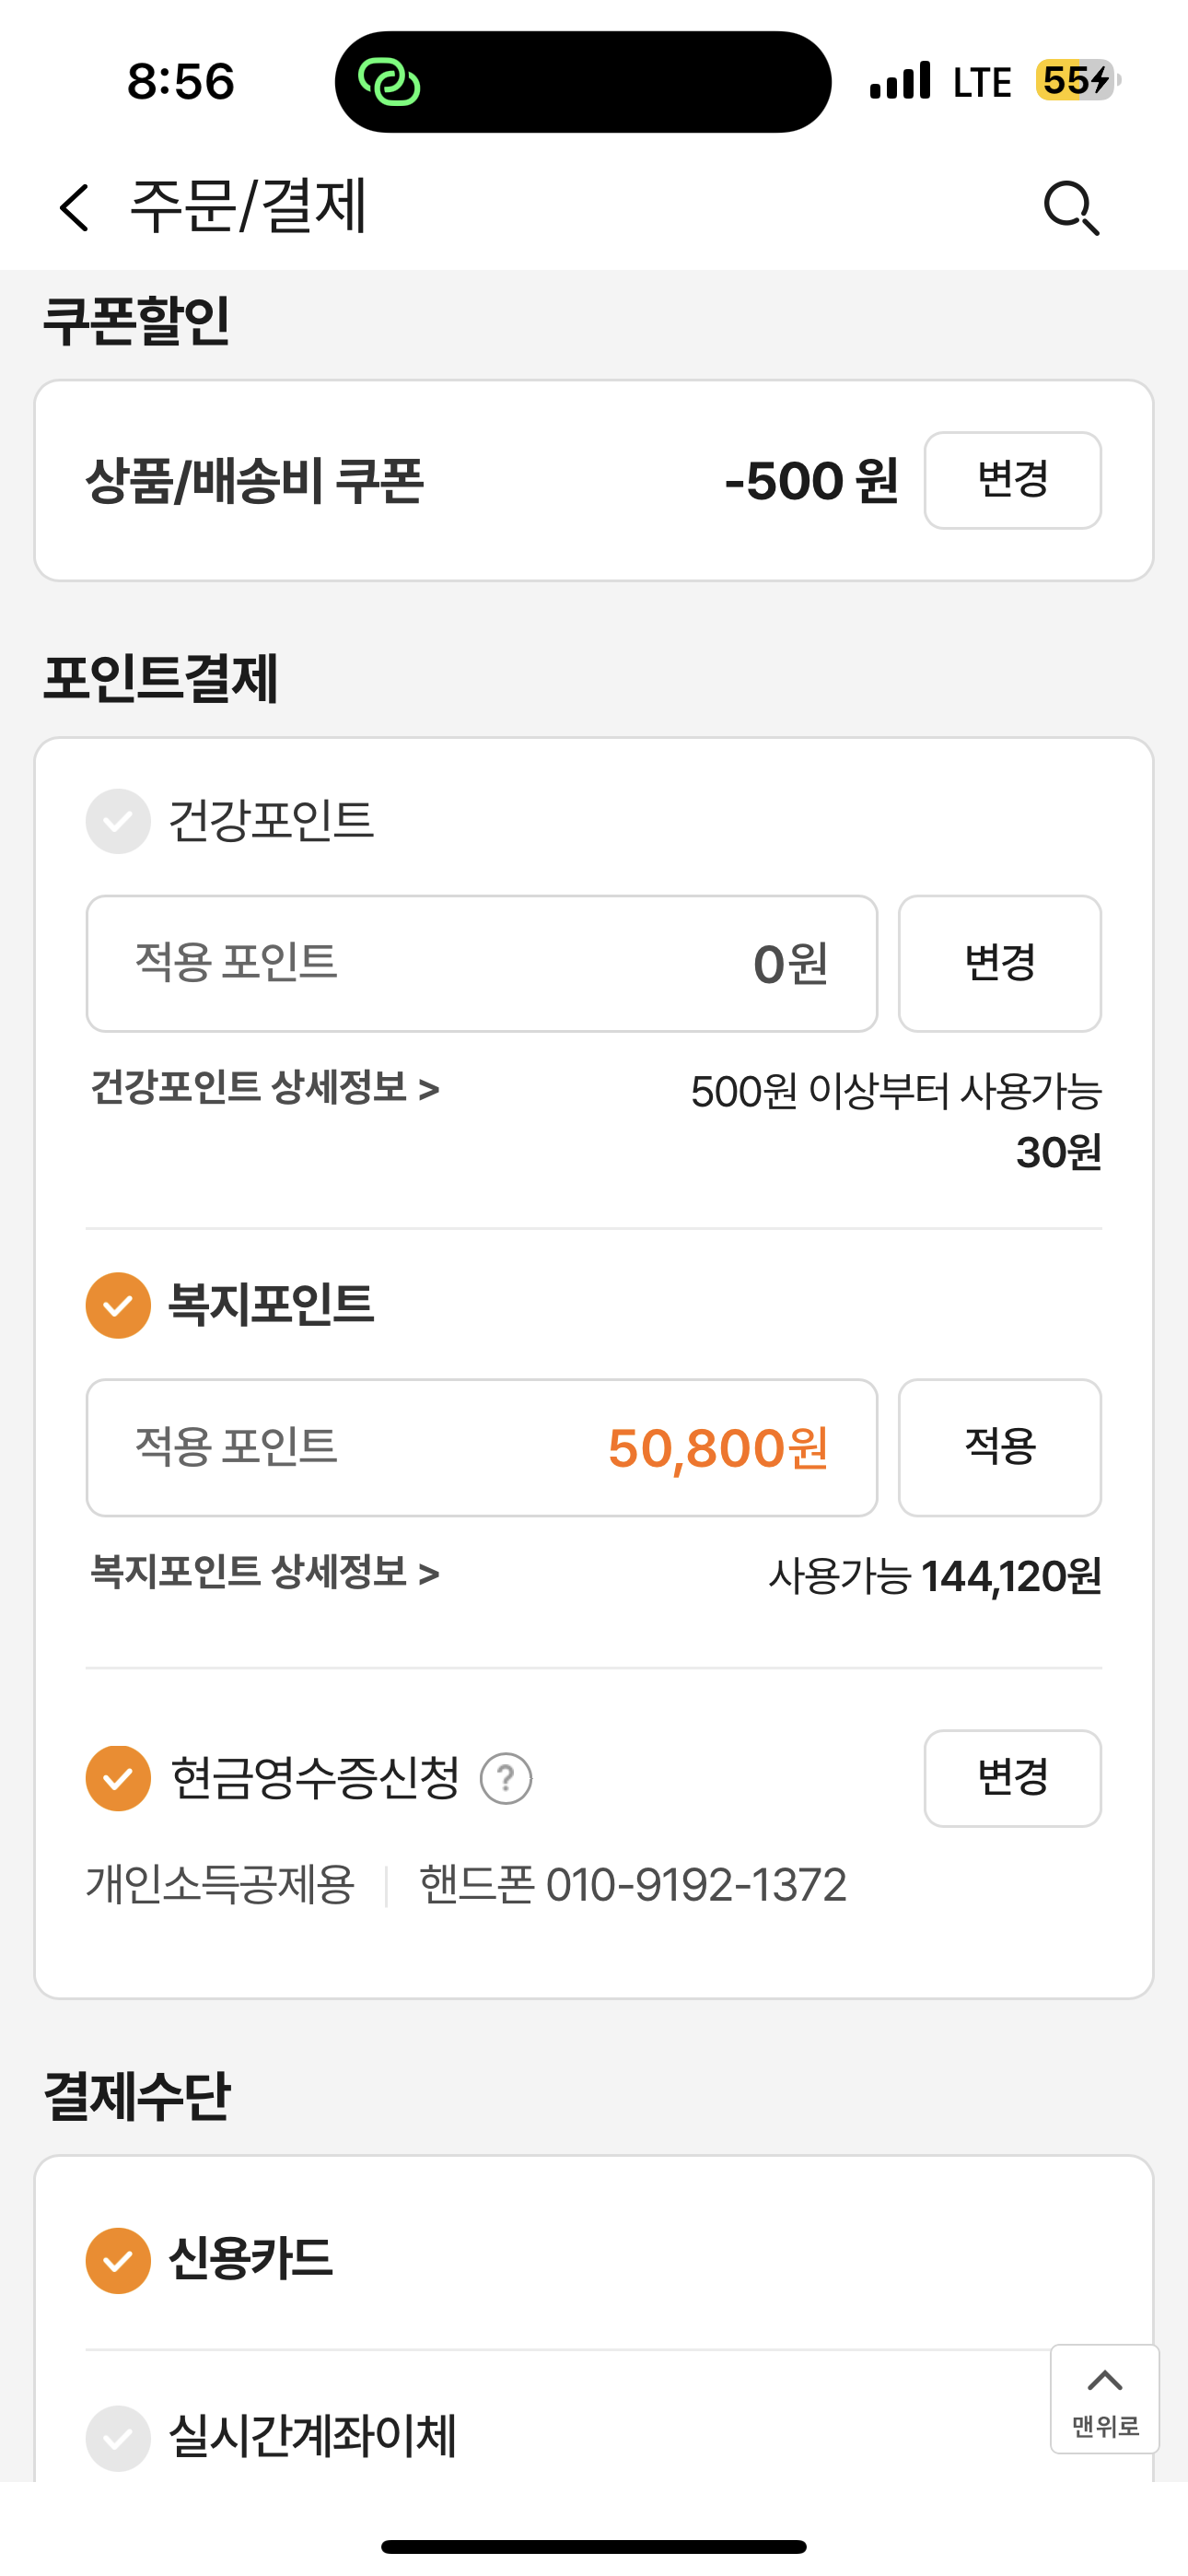 8:56 LTE 55
주문/결제
쿠폰할인
상품/배송비 쿠폰 -500 원 변경
포인트결제
건강포인트
적용 포인트 0원 변경
건강포인트 상세정보 > 500원 이상부터 사용가능
30원
복지포인트
적용 포인트 50,800원 적용
복지포인트 상세정보 > 사용가능 144,120원
현금영수증신청 ? 변경
개인소득공제용 핸드폰 010-9192-1372
결제수단
신용카드
실시간계좌이체
맨위로